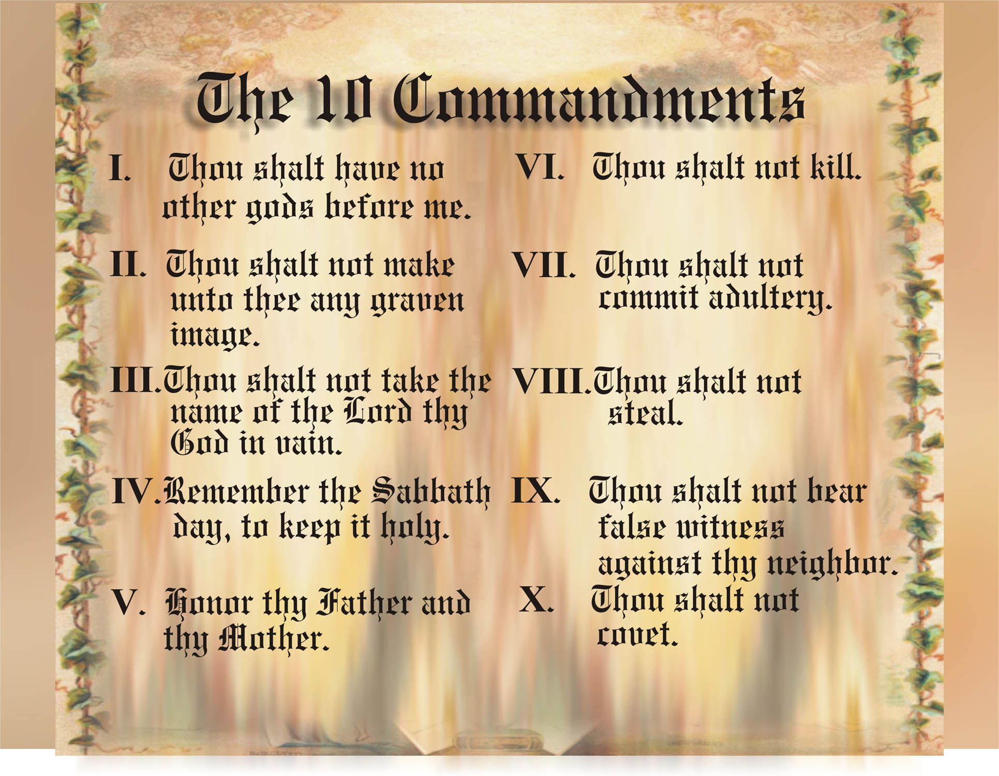 The 10 Commandments
I. Thou shalt have no
other gods before me.
II. Thou shalt not make
unto thee any graven
image.
III. Thou shalt not take the
name of the Lord thy
God in vain.
IV. Remember the Sabbath
day, to keep it holy.
V. Honor thy Father and
thy Mother.
VI. Thou shalt not kill.
VII. Thou shalt not
commit adultery.
VIII. Thou shalt not
steal.
IX. Thou shalt not bear
false witness
against thy neighbor.
X. Thou shalt not
covet.